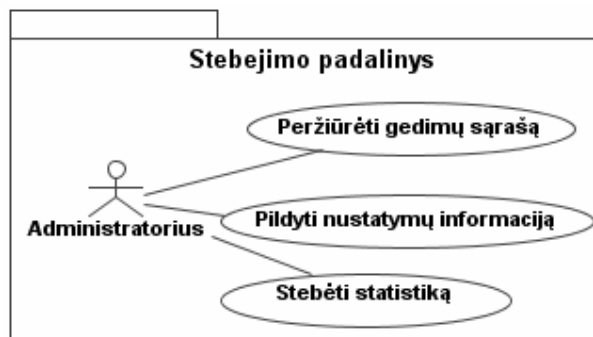 Stebejimo padalinys
Peržiūrėti gedimų sąrašą
Administratorius
Pildyti nustatymų informaciją
Stebėti statistiką